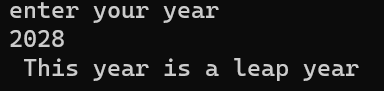 enter your year
2028
This year is a leap year